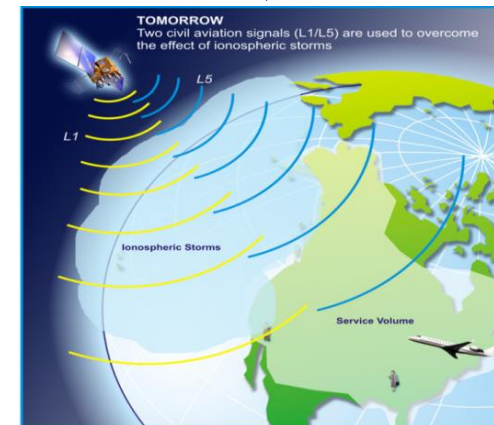 TOMORROW
Two civil aviation signals (L1/L5) are used to overcome
the effect of ionospheric storms
L5
L1
Ionospheric Storms
Service Volume